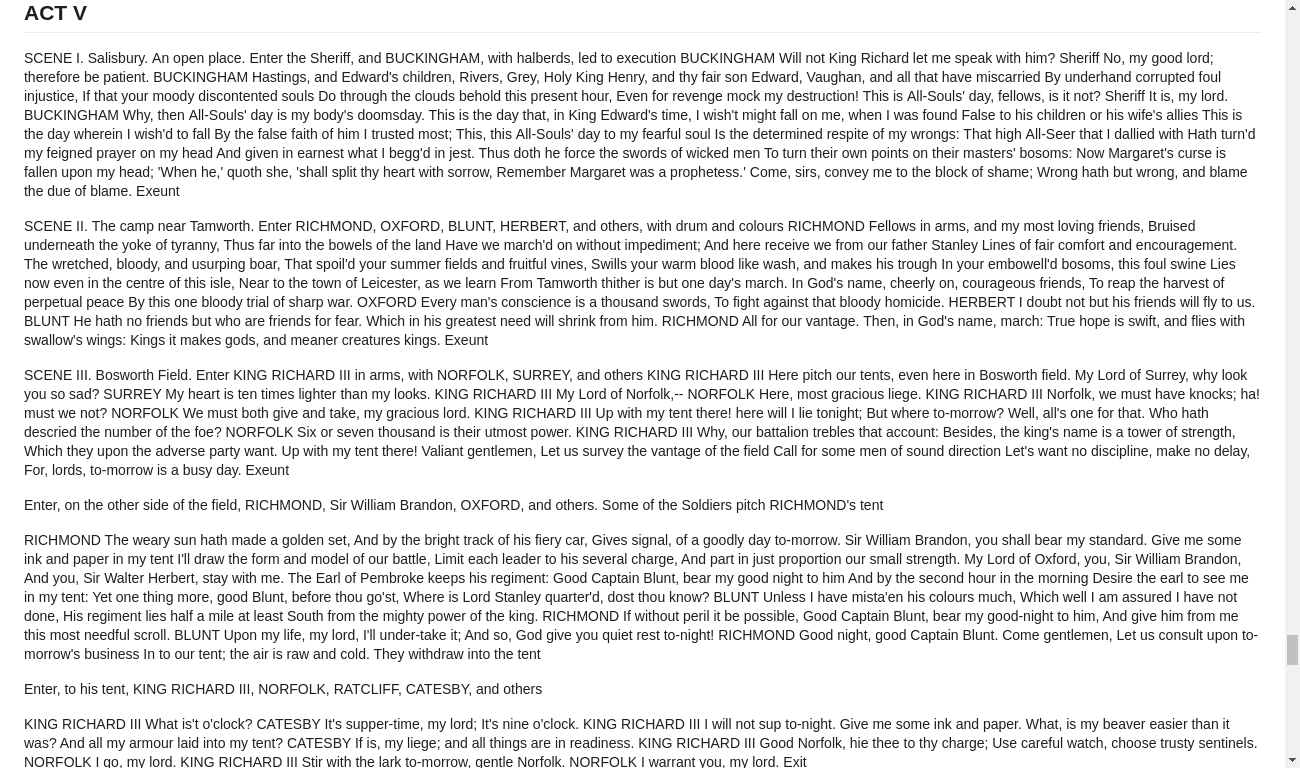 ACT V
SCENE I. Salisbury. An open place. Enter the Sheriff, and BUCKINGHAM, with halberds, led to execution BUCKINGHAM Will not King Richard let me speak with him? Sheriff No, my good lord;
therefore be patient. BUCKINGHAM Hastings, and Edward's children, Rivers, Grey, Holy King Henry, and thy fair son Edward, Vaughan, and all that have miscarried By underhand corrupted foul
injustice, If that your moody discontented souls Do through the clouds behold this present hour, Even for revenge mock my destruction! This is All-Souls' day, fellows, is it not? Sheriff It is, my lord.
BUCKINGHAM Why, then All-Souls' day is my body's doomsday. This is the day that, in King Edward's time, I wish't might fall on me, when I was found False to his children or his wife's allies This is
the day wherein I wish'd to fall By the false faith of him I trusted most; This, this All-Souls' day to my fearful soul Is the determined respite of my wrongs: That high All-Seer that I dallied with Hath turn'd
my feigned prayer on my head And given in earnest what I begg'd in jest. Thus doth he force the swords of wicked men To turn their own points on their masters' bosoms: Now Margaret's curse is
fallen upon my head; 'When he,' quoth she, 'shall split thy heart with sorrow, Remember Margaret was a prophetess.' Come, sirs, convey me to the block of shame; Wrong hath but wrong, and blame
the due of blame. Exeunt
SCENE II. The camp near Tamworth. Enter RICHMOND, OXFORD, BLUNT, HERBERT, and others, with drum and colours RICHMOND Fellows in arms, and my most loving friends, Bruised
underneath the yoke of tyranny, Thus far into the bowels of the land Have we march'd on without impediment; And here receive we from our father Stanley Lines of fair comfort and encouragement.
The wretched, bloody, and usurping boar, That spoil'd your summer fields and fruitful vines, Swills your warm blood like wash, and makes his trough In your embowell'd bosoms, this foul swine Lies
now even in the centre of this isle, Near to the town of Leicester, as we learn From Tamworth thither is but one day's march. In God's name, cheerly on, courageous friends, To reap the harvest of
perpetual peace By this one bloody trial of sharp war. OXFORD Every man's conscience is a thousand swords, To fight against that bloody homicide. HERBERT I doubt not but his friends will fly to us.
BLUNT He hath no friends but who are friends for fear. Which in his greatest need will shrink from him. RICHMOND All for our vantage. Then, in God's name, march: True hope is swift, and flies with
swallow's wings: Kings it makes gods, and meaner creatures kings. Exeunt
SCENE III. Bosworth Field. Enter KING RICHARD III in arms, with NORFOLK, SURREY, and others KING RICHARD III Here pitch our tents, even here in Bosworth field. My Lord of Surrey, why look
you so sad? SURREY My heart is ten times lighter than my looks. KING RICHARD III My Lord of Norfolk,-- NORFOLK Here, most gracious liege. KING RICHARD III Norfolk, we must have knocks; ha!
must we not? NORFOLK We must both give and take, my gracious lord. KING RICHARD III Up with my tent there! here will I lie tonight; But where to-morrow? Well, all's one for that. Who hath
descried the number of the foe? NORFOLK Six or seven thousand is their utmost power. KING RICHARD III Why, our battalion trebles that account: Besides, the king's name is a tower of strength,
Which they upon the adverse party want. Up with my tent there! Valiant gentlemen, Let us survey the vantage of the field Call for some men of sound direction Let's want no discipline, make no delay,
For, lords, to-morrow is a busy day. Exeunt
Enter, on the other side of the field, RICHMOND, Sir William Brandon, OXFORD, and others. Some of the Soldiers pitch RICHMOND's tent
RICHMOND The weary sun hath made a golden set, And by the bright track of his fiery car, Gives signal, of a goodly day to-morrow. Sir William Brandon, you shall bear my standard. Give me some
ink and paper in my tent I'll draw the form and model of our battle, Limit each leader to his several charge, And part in just proportion our small strength. My Lord of Oxford, you, Sir William Brandon,
And you, Sir Walter Herbert, stay with me. The Earl of Pembroke keeps his regiment: Good Captain Blunt, bear my good night to him And by the second hour in the morning Desire the earl to see me
in my tent: Yet one thing more, good Blunt, before thou go'st, Where is Lord Stanley quarter'd, dost thou know? BLUNT Unless I have mista'en his colours much, Which well I am assured I have not
done, His regiment lies half a mile at least South from the mighty power of the king. RICHMOND If without peril it be possible, Good Captain Blunt, bear my good-night to him, And give him from me
this most needful scroll. BLUNT Upon my life, my lord, I'll under-take it; And so, God give you quiet rest to-night! RICHMOND Good night, good Captain Blunt. Come gentlemen, Let us consult upon to-
morrow's business In to our tent; the air is raw and cold. They withdraw into the tent
Enter, to his tent, KING RICHARD III, NORFOLK, RATCLIFF, CATESBY, and others
KING RICHARD III What is't o'clock? CATESBY It's supper-time, my lord; It's nine o'clock. KING RICHARD III I will not sup to-night. Give me some ink and paper. What, is my beaver easier than it
was? And all my armour laid into my tent? CATESBY If is, my liege; and all things are in readiness. KING RICHARD III Good Norfolk, hie thee to thy charge; Use careful watch, choose trusty sentinels.
NORFOLK I go, my lord. KING RICHARD III Stir with the lark to-morrow, gentle Norfolk. NORFOLK I warrant you, my lord. Exit